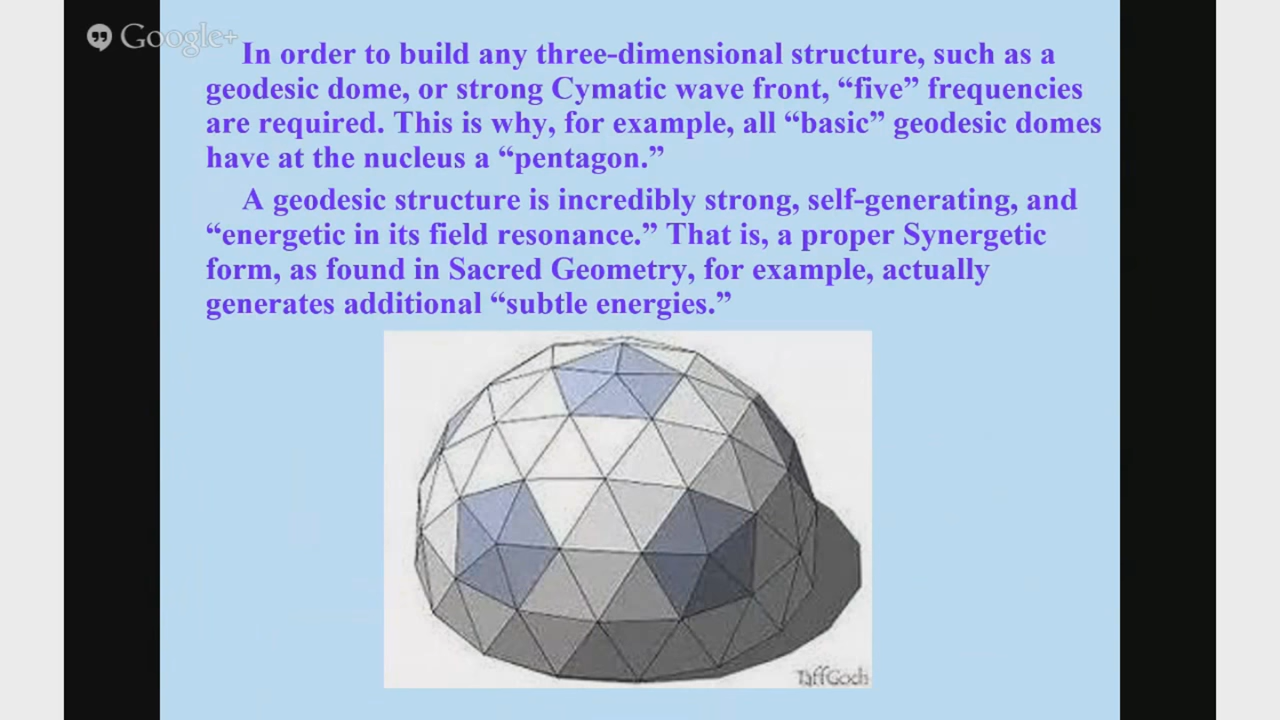 Google+
In order to build any three-dimensional structure, such as a
geodesic dome, or strong Cymatic wave front, “five” frequencies
are required. This is why, for example, all “basic” geodesic domes
have at the nucleus a “pentagon.”
A geodesic structure is incredibly strong, self-generating, and
“energetic in its field resonance.” That is, a proper Synergetic
form, as found in Sacred Geometry, for example, actually
generates additional “subtle energies.”